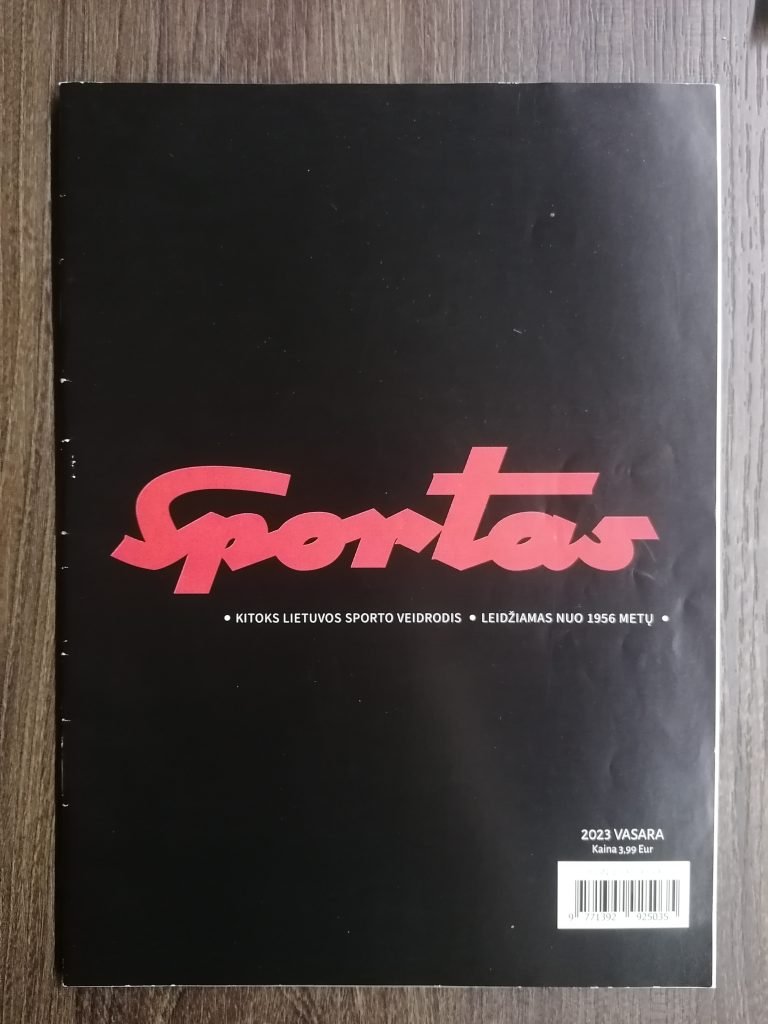 Sportas
• KITOKS LIETUVOS SPORTO VEIDRODIS • LEIDŽIAMAS NUO 1956 METŲ •
2023 VASARA
Kaina 3,99 Eur
9 771392 925035